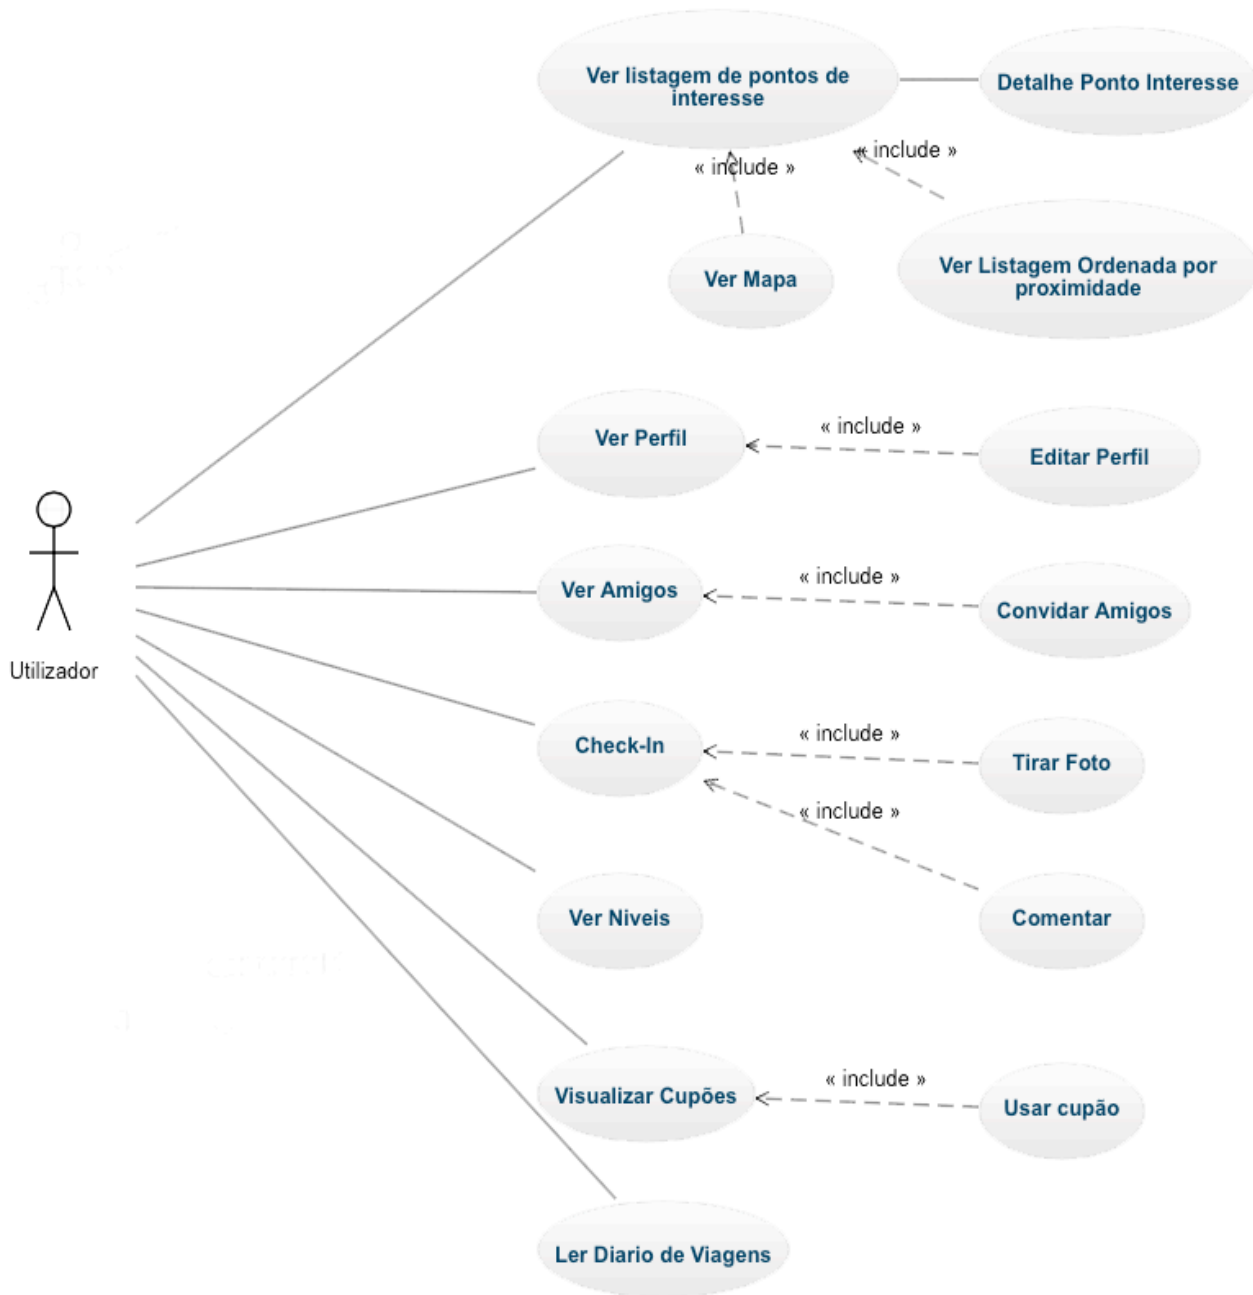 Ver listagem de pontos de
interesse
Detalhe Ponto Interesse
« include »
« include »
Ver Mapa
Ver Listagem Ordenada por
proximidade
Ver Perfil
« include »
Editar Perfil
Ver Amigos
« include »
Convidar Amigos
Utilizador
Check-In
« include »
Tirar Foto
« include »
Ver Niveis
Comentar
Visualizar Cupões
« include »
Usar cupão
Ler Diario de Viagens